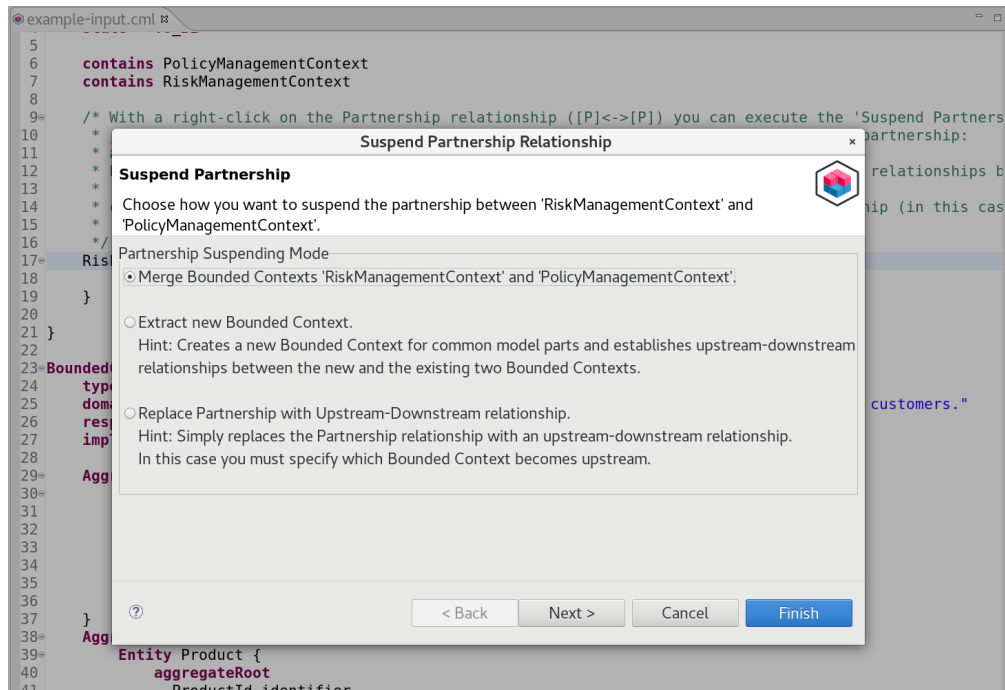 example-input.cml
5
6 contains PolicyManagementContext
7 contains RiskManagementContext
8
9 /* With a right-click on the Partnership relationship ([P]<->[P]) you can execute the 'Suspend Partners
10 * partnership:
11 *
12 * relationships b
13 *
14 * ip (in this cas
15 *
16 */
17 Ris
18
19 }
20
21 }
22
23 Bounded
24 typ
25 dom customers."
26 res
27 imp
28
29 Agg
30
31
32
33
34
35
36
37 }
38 Agg
39 Entity Product {
40 aggregateRoot
41 ProductId identifier
Suspend Partnership Relationship
Suspend Partnership
Choose how you want to suspend the partnership between 'RiskManagementContext' and
'PolicyManagementContext'.
Partnership Suspending Mode
Merge Bounded Contexts 'RiskManagementContext' and 'PolicyManagementContext'.
Extract new Bounded Context.
Hint: Creates a new Bounded Context for common model parts and establishes upstream-downstream
relationships between the new and the existing two Bounded Contexts.
Replace Partnership with Upstream-Downstream relationship.
Hint: Simply replaces the Partnership relationship with an upstream-downstream relationship.
In this case you must specify which Bounded Context becomes upstream.
?
< Back Next > Cancel Finish